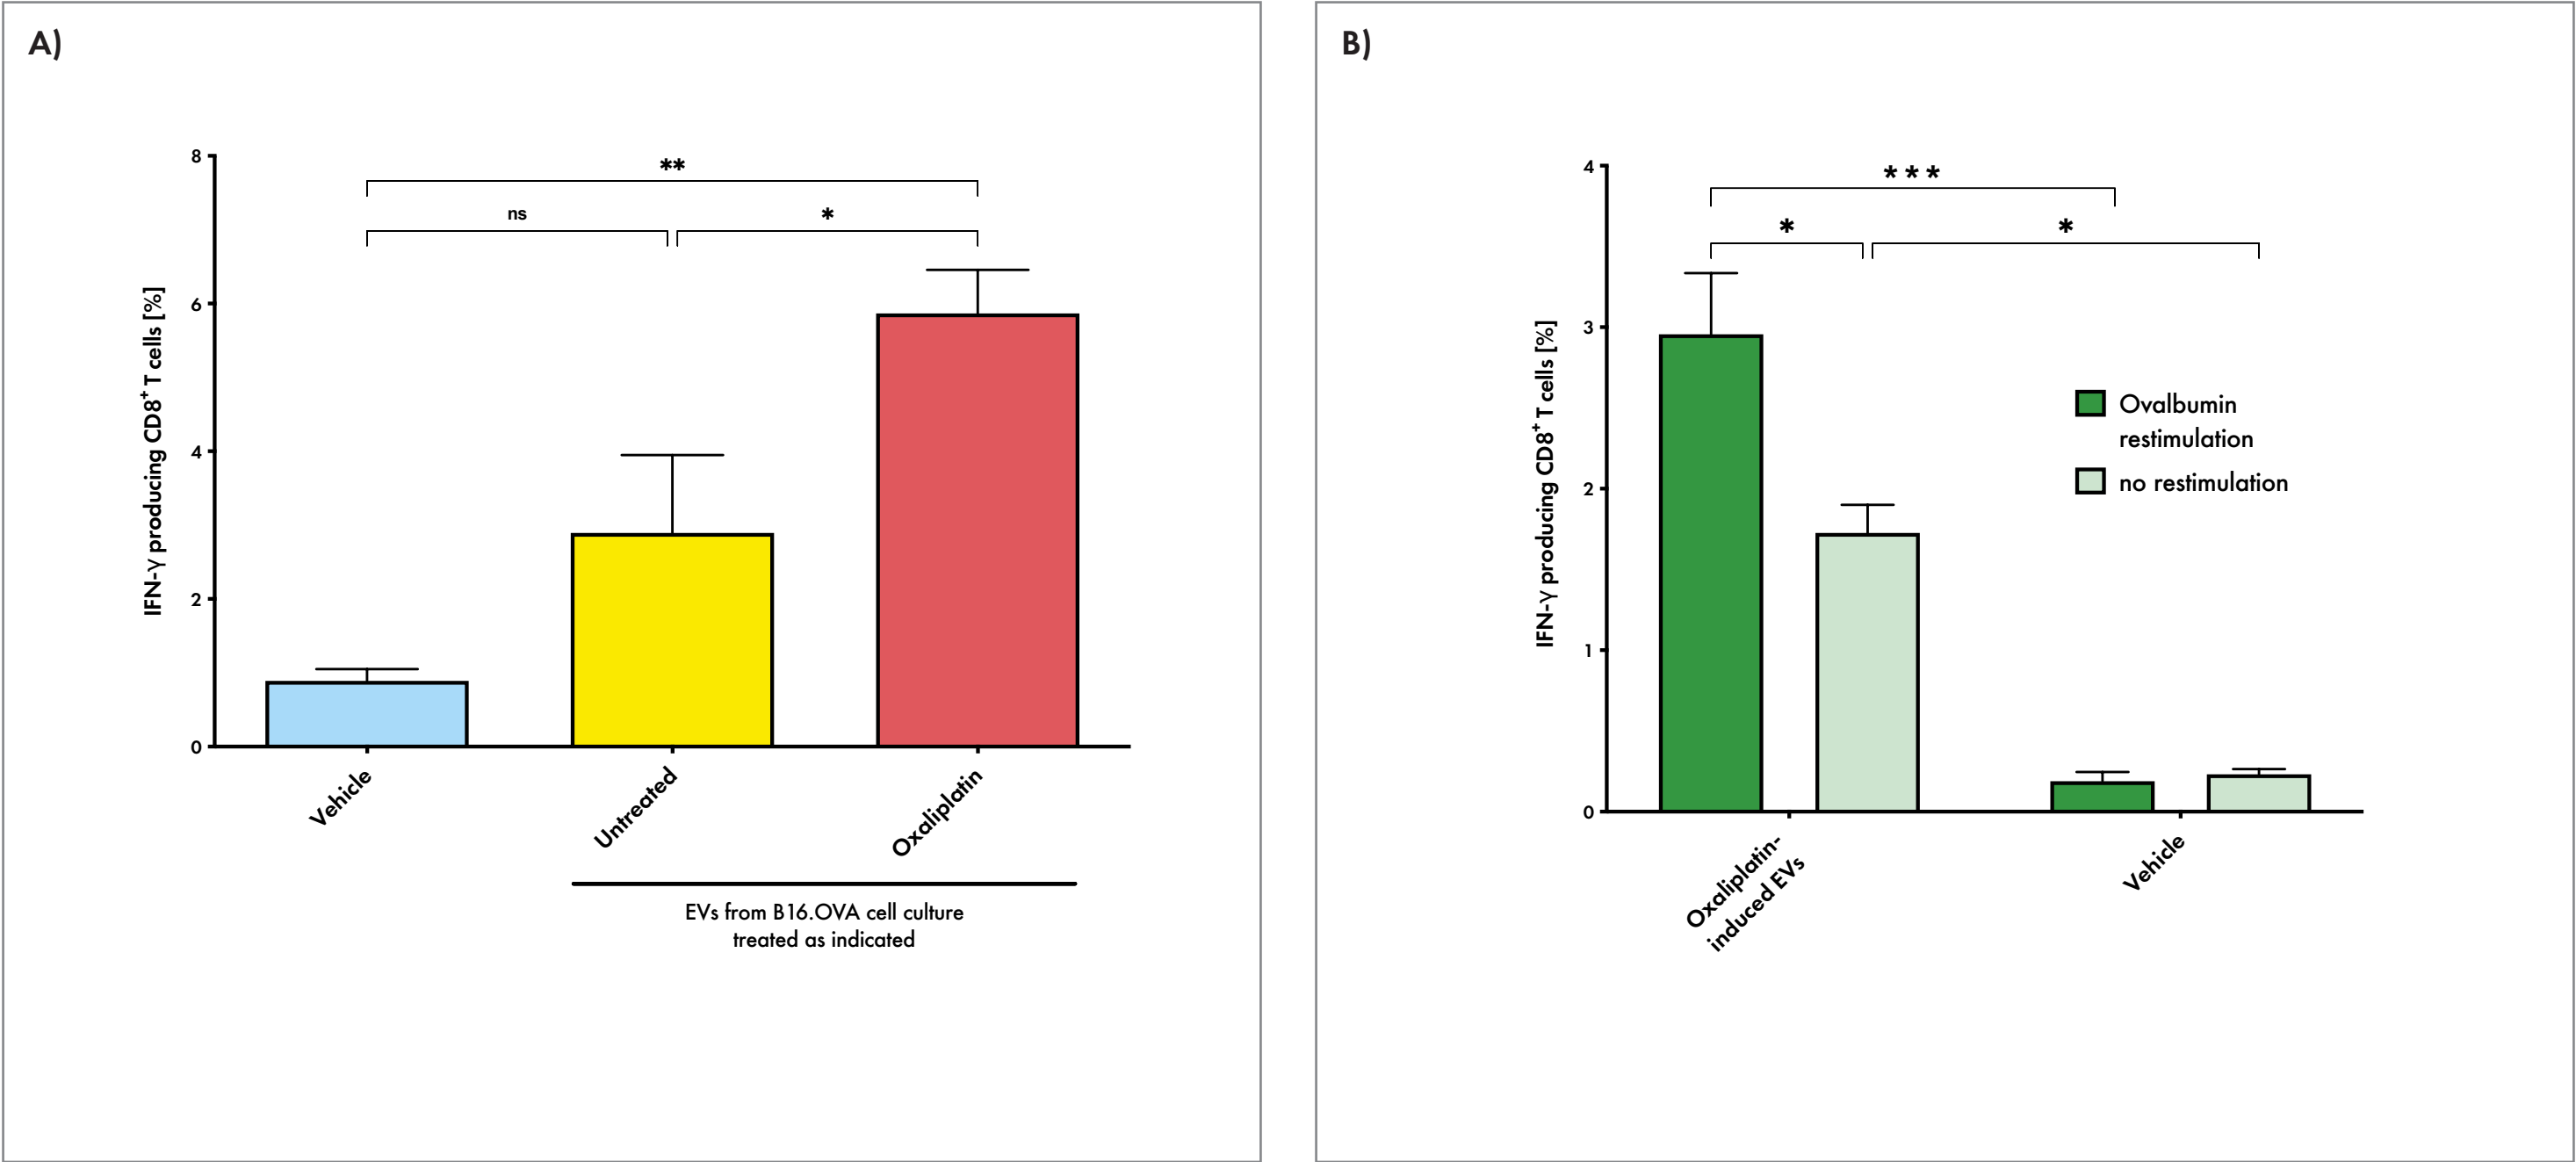 A)
8
6
4
2
0
IFN-γ producing CD8⁺ T cells [%]
**
ns
*
Vehicle
Untreated
Oxaliplatin
EVs from B16.OVA cell culture
treated as indicated
B)
4
3
2
1
0
IFN-γ producing CD8⁺ T cells [%]
***
*
*
Ovalbumin
restimulation
no restimulation
Oxaliplatin-
induced EVs
Vehicle